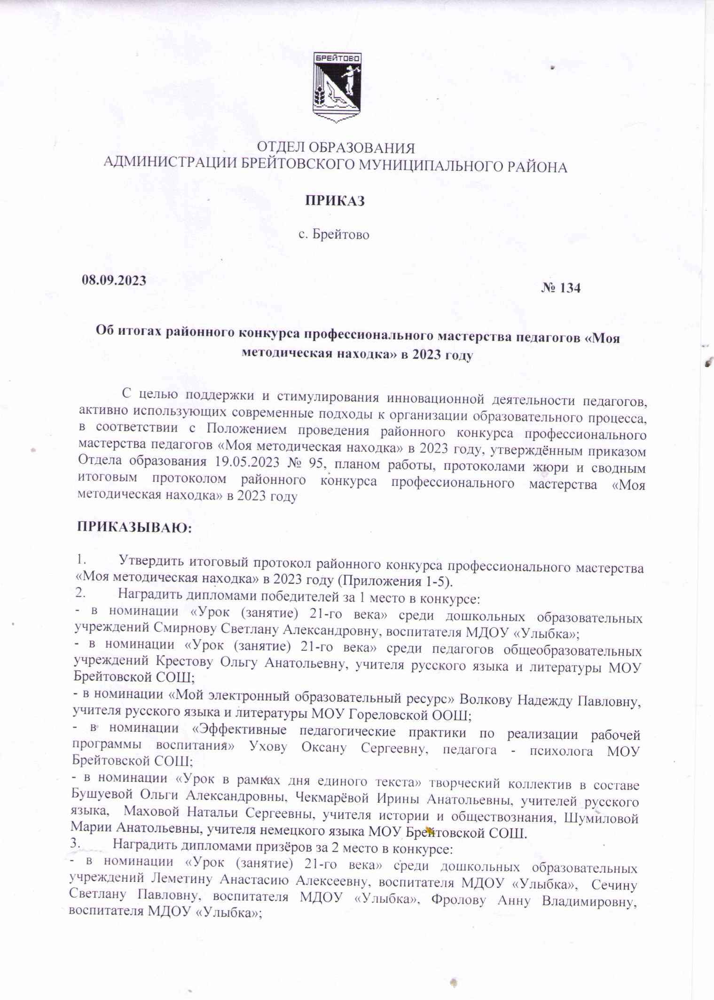 БРЕЙТОВО
ОТДЕЛ ОБРАЗОВАНИЯ
АДМИНИСТРАЦИИ БРЕЙТОВСКОГО МУНИЦИПАЛЬНОГО РАЙОНА
ПРИКАЗ
с. Брейтово
08.09.2023
№ 134
Об итогах районного конкурса профессионального мастерства педагогов «Моя
методическая находка» в 2023 году
С целью поддержки и стимулирования инновационной деятельности педагогов,
активно использующих современные подходы к организации образовательного процесса,
в соответствии с Положением проведения районного конкурса профессионального
мастерства педагогов «Моя методическая находка» в 2023 году, утверждённым приказом
Отдела образования 19.05.2023 № 95, планом работы, протоколами жюри и сводным
итоговым протоколом районного конкурса профессионального мастерства «Моя
методическая находка» в 2023 году
ПРИКАЗЫВАЮ:
1. Утвердить итоговый протокол районного конкурса профессионального мастерства
«Моя методическая находка» в 2023 году (Приложения 1-5).
2. Наградить дипломами победителей за 1 место в конкурсе:
- в номинации «Урок (занятие) 21-го века» среди дошкольных образовательных
учреждений Смирнову Светлану Александровну, воспитателя МДОУ «Улыбка»;
- в номинации «Урок (занятие) 21-го века» среди педагогов общеобразовательных
учреждений Крестову Ольгу Анатольевну, учителя русского языка и литературы МОУ
Брейтовской СОШ;
- в номинации «Мой электронный образовательный ресурс» Волкову Надежду Павловну,
учителя русского языка и литературы МОУ Гореловской ООШ;
- в номинации «Эффективные педагогические практики по реализации рабочей
программы воспитания» Ухову Оксану Сергеевну, педагога - психолога МОУ
Брейтовской СОШ;
- в номинации «Урок в рамках дня единого текста» творческий коллектив в составе
Бушуевой Ольги Александровны, Чекмарёвой Ирины Анатольевны, учителей русского
языка, Маховой Натальи Сергеевны, учителя истории и обществознания, Шумиловой
Марии Анатольевны, учителя немецкого языка МОУ Брейтовской СОШ.
3. Наградить дипломами призёров за 2 место в конкурсе:
- в номинации «Урок (занятие) 21-го века» среди дошкольных образовательных
учреждений Леметину Анастасию Алексеевну, воспитателя МДОУ «Улыбка», Сечину
Светлану Павловну, воспитателя МДОУ «Улыбка», Фролову Анну Владимировну,
воспитателя МДОУ «Улыбка»;